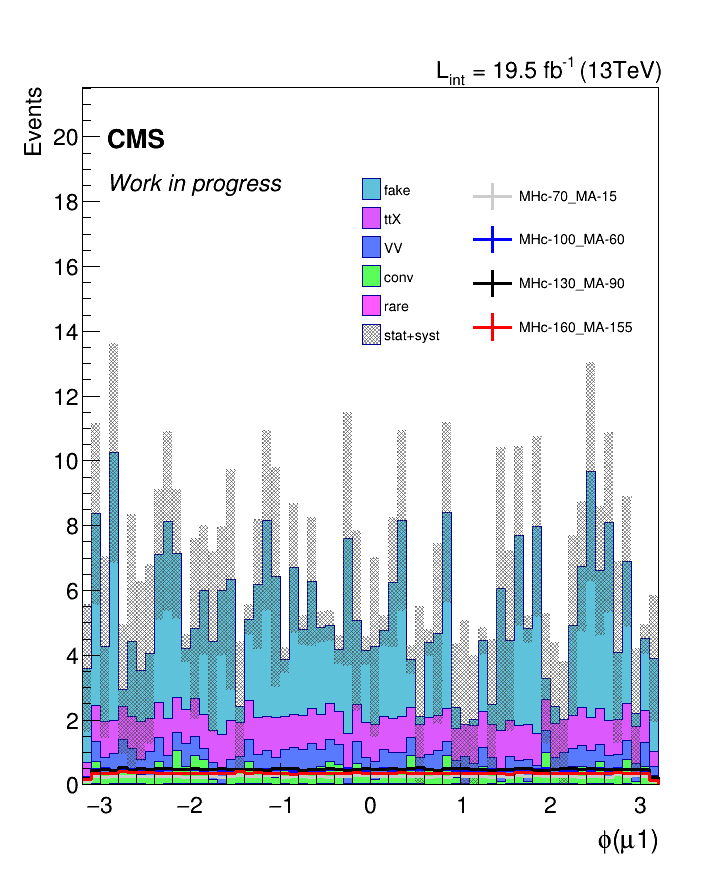 L_int = 19.5 fb^-1 (13TeV)
Events
CMS
Work in progress
fake
ttX
VV
conv
rare
stat+syst
MHc-70_MA-15
MHc-100_MA-60
MHc-130_MA-90
MHc-160_MA-155
20
18
16
14
12
10
8
6
4
2
0
−3 −2 −1 0 1 2 3
ϕ(μ1)